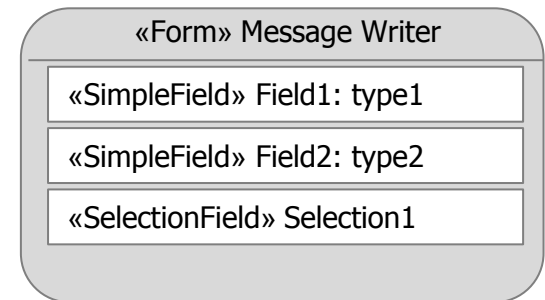 «Form» Message Writer
«SimpleField» Field1: type1
«SimpleField» Field2: type2
«SelectionField» Selection1